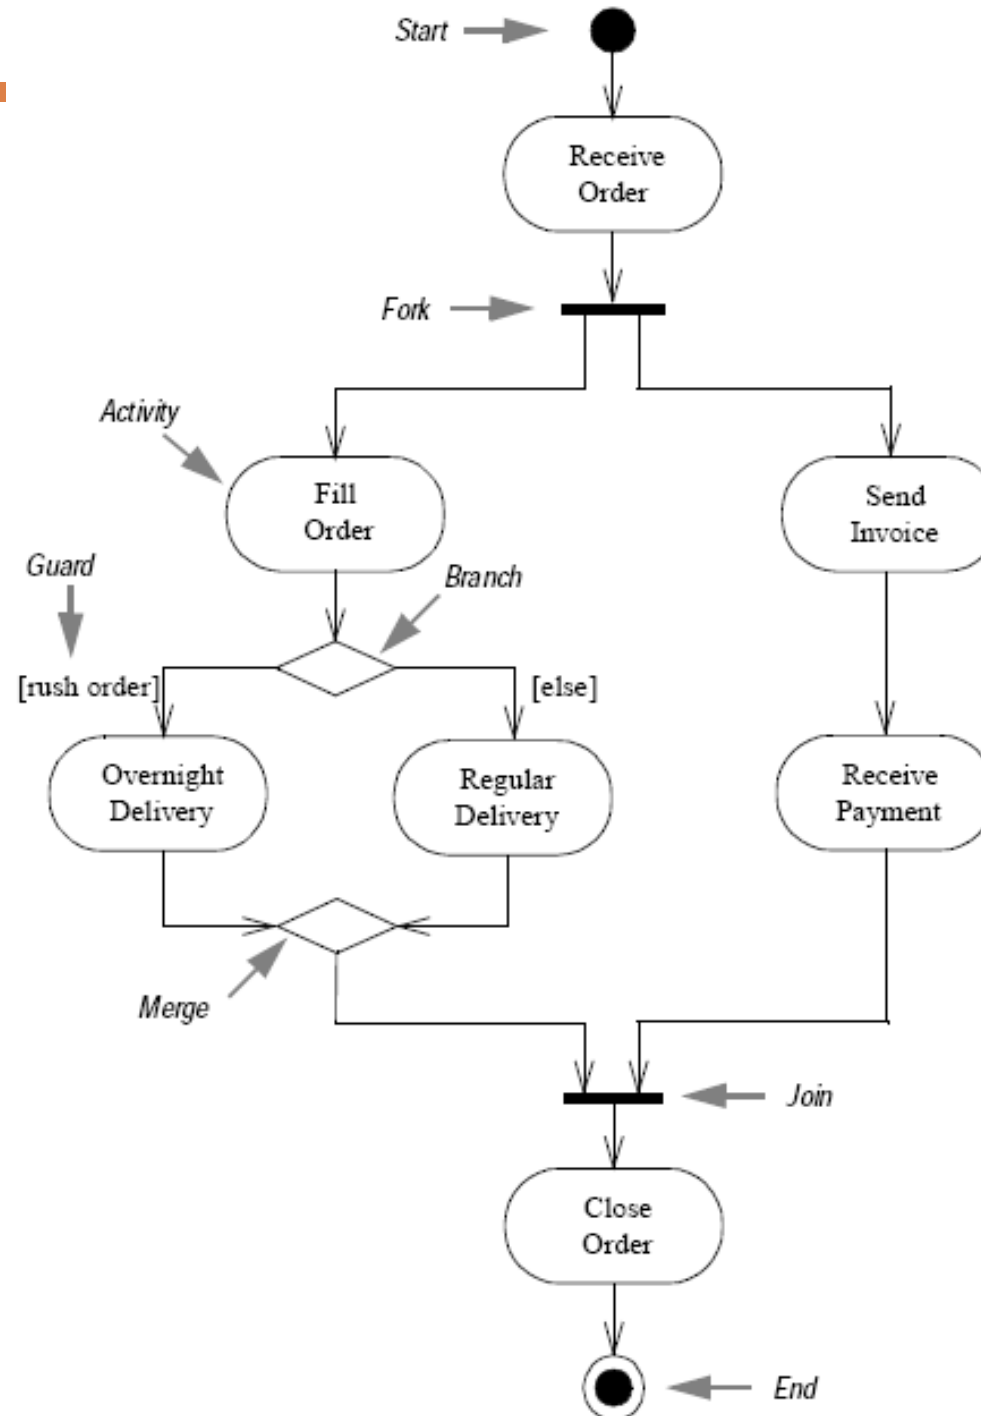 Start
Receive
Order
Fork
Activity
Fill
Order
Send
Invoice
Guard
Branch
[rush order]
[else]
Overnight
Delivery
Regular
Delivery
Receive
Payment
Merge
Join
Close
Order
End